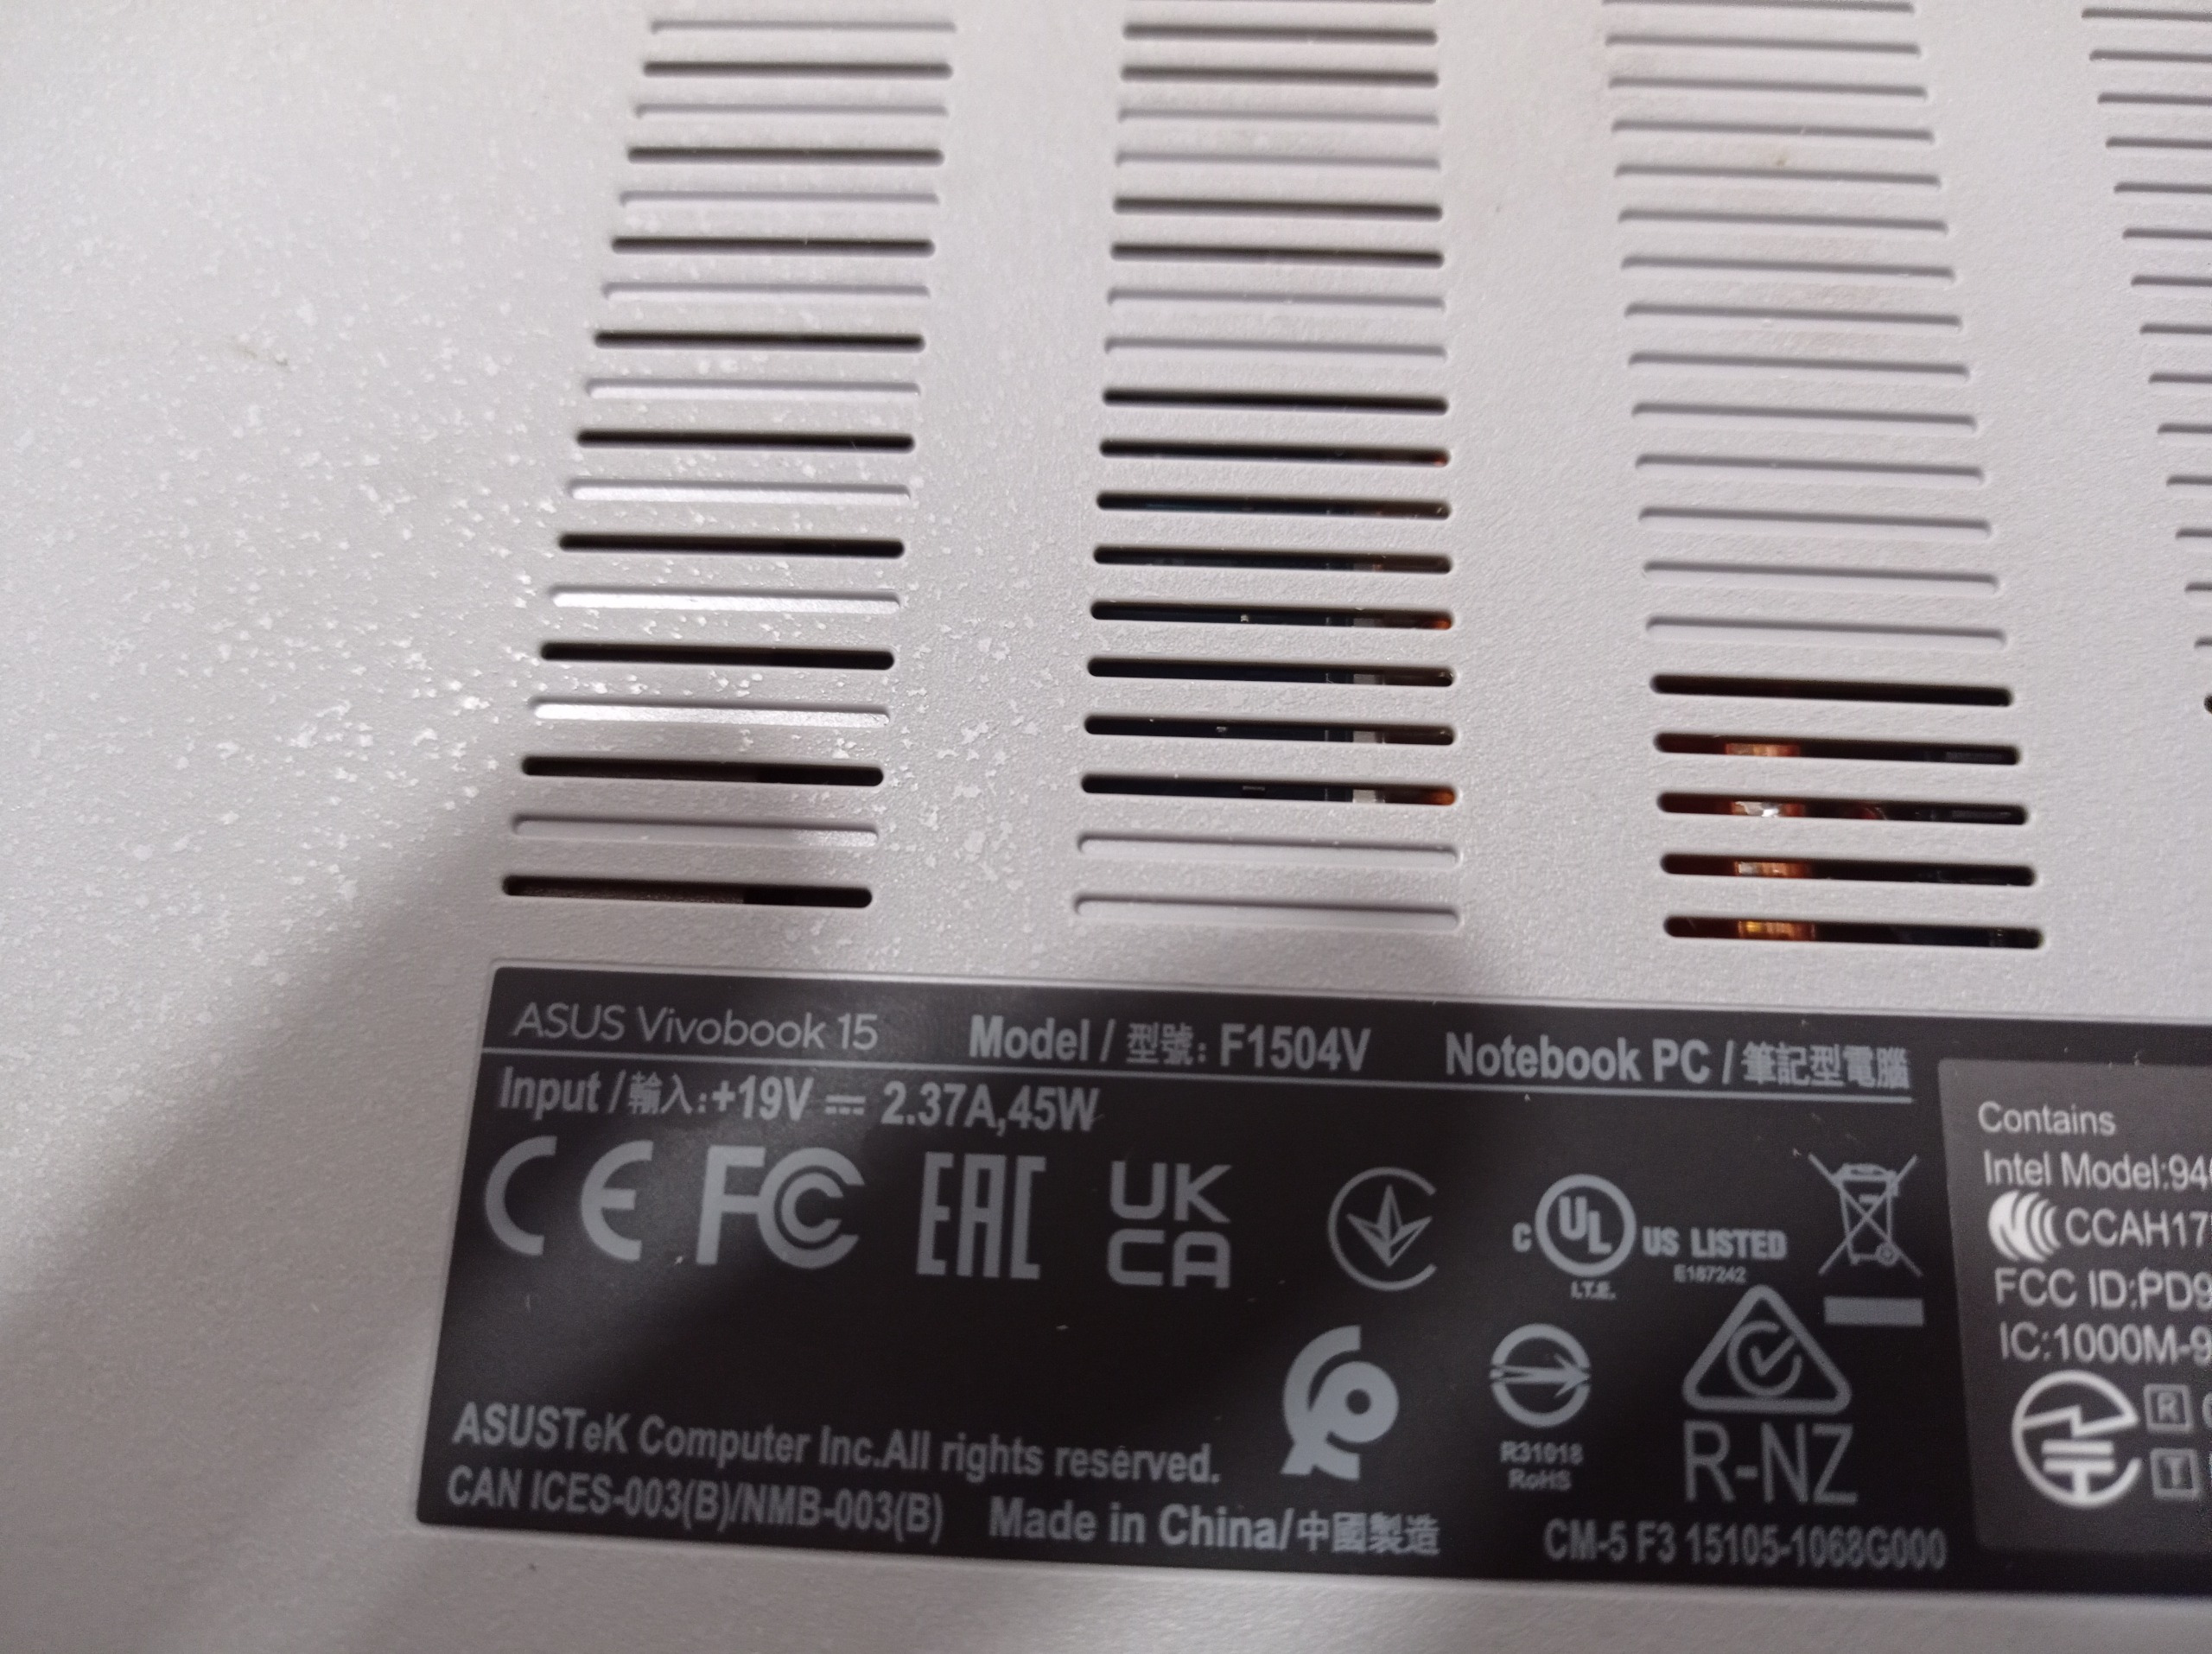 ASUS Vivobook 15 Model / 型號: F1504V Notebook PC / 筆記型電腦
Input / 輸入: +19V ⎓ 2.37A, 45W
CE FC EAC UK CA
C UL US LISTED
I.T.E. E187242
Contains
Intel Model:94
CCAH17
FCC ID:PD9
IC:1000M-9
R
T
R31018
RoHS
R-NZ
ASUSTeK Computer Inc.All rights reserved.
CAN ICES-003(B)/NMB-003(B) Made in China/中國製造 CM-5 F3 15105-1068G000